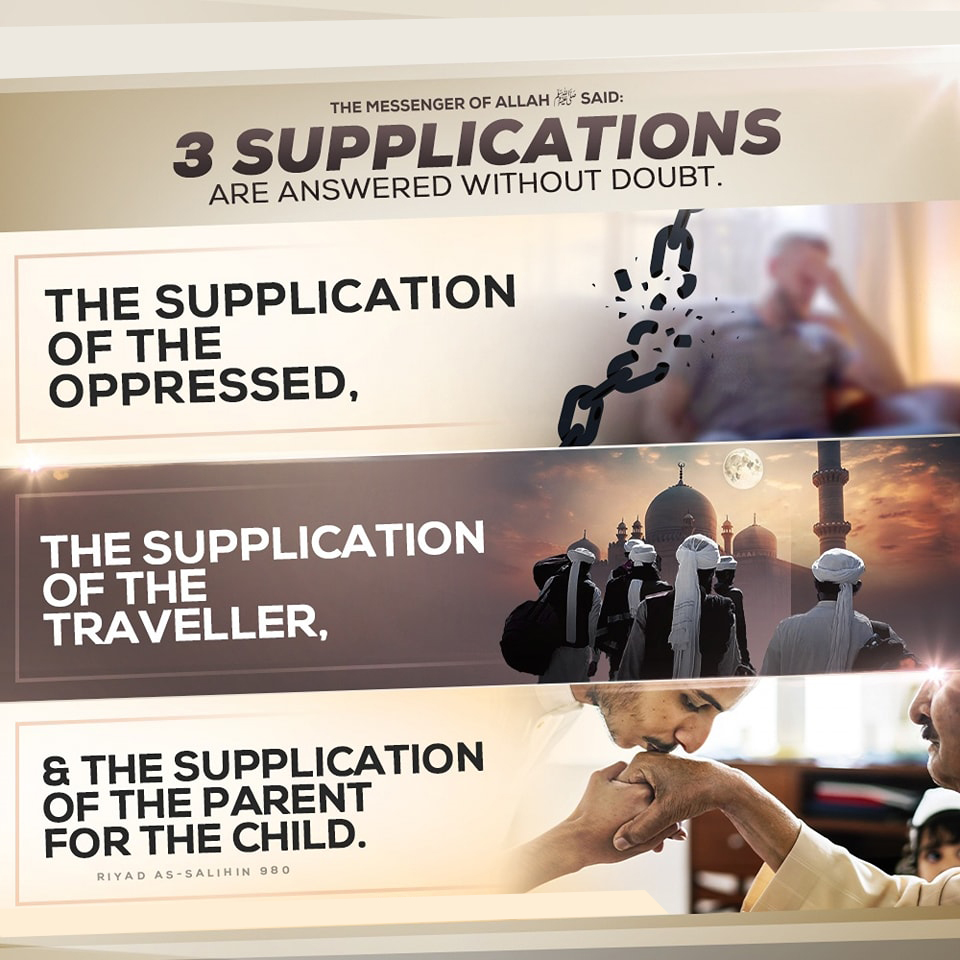 THE MESSENGER OF ALLAH ﷺ SAID:
3 SUPPLICATIONS
ARE ANSWERED WITHOUT DOUBT.
THE SUPPLICATION
OF THE
OPPRESSED,
THE SUPPLICATION
OF THE
TRAVELLER,
& THE SUPPLICATION
OF THE PARENT
FOR THE CHILD.
RIYAD AS-SALIHIN 980